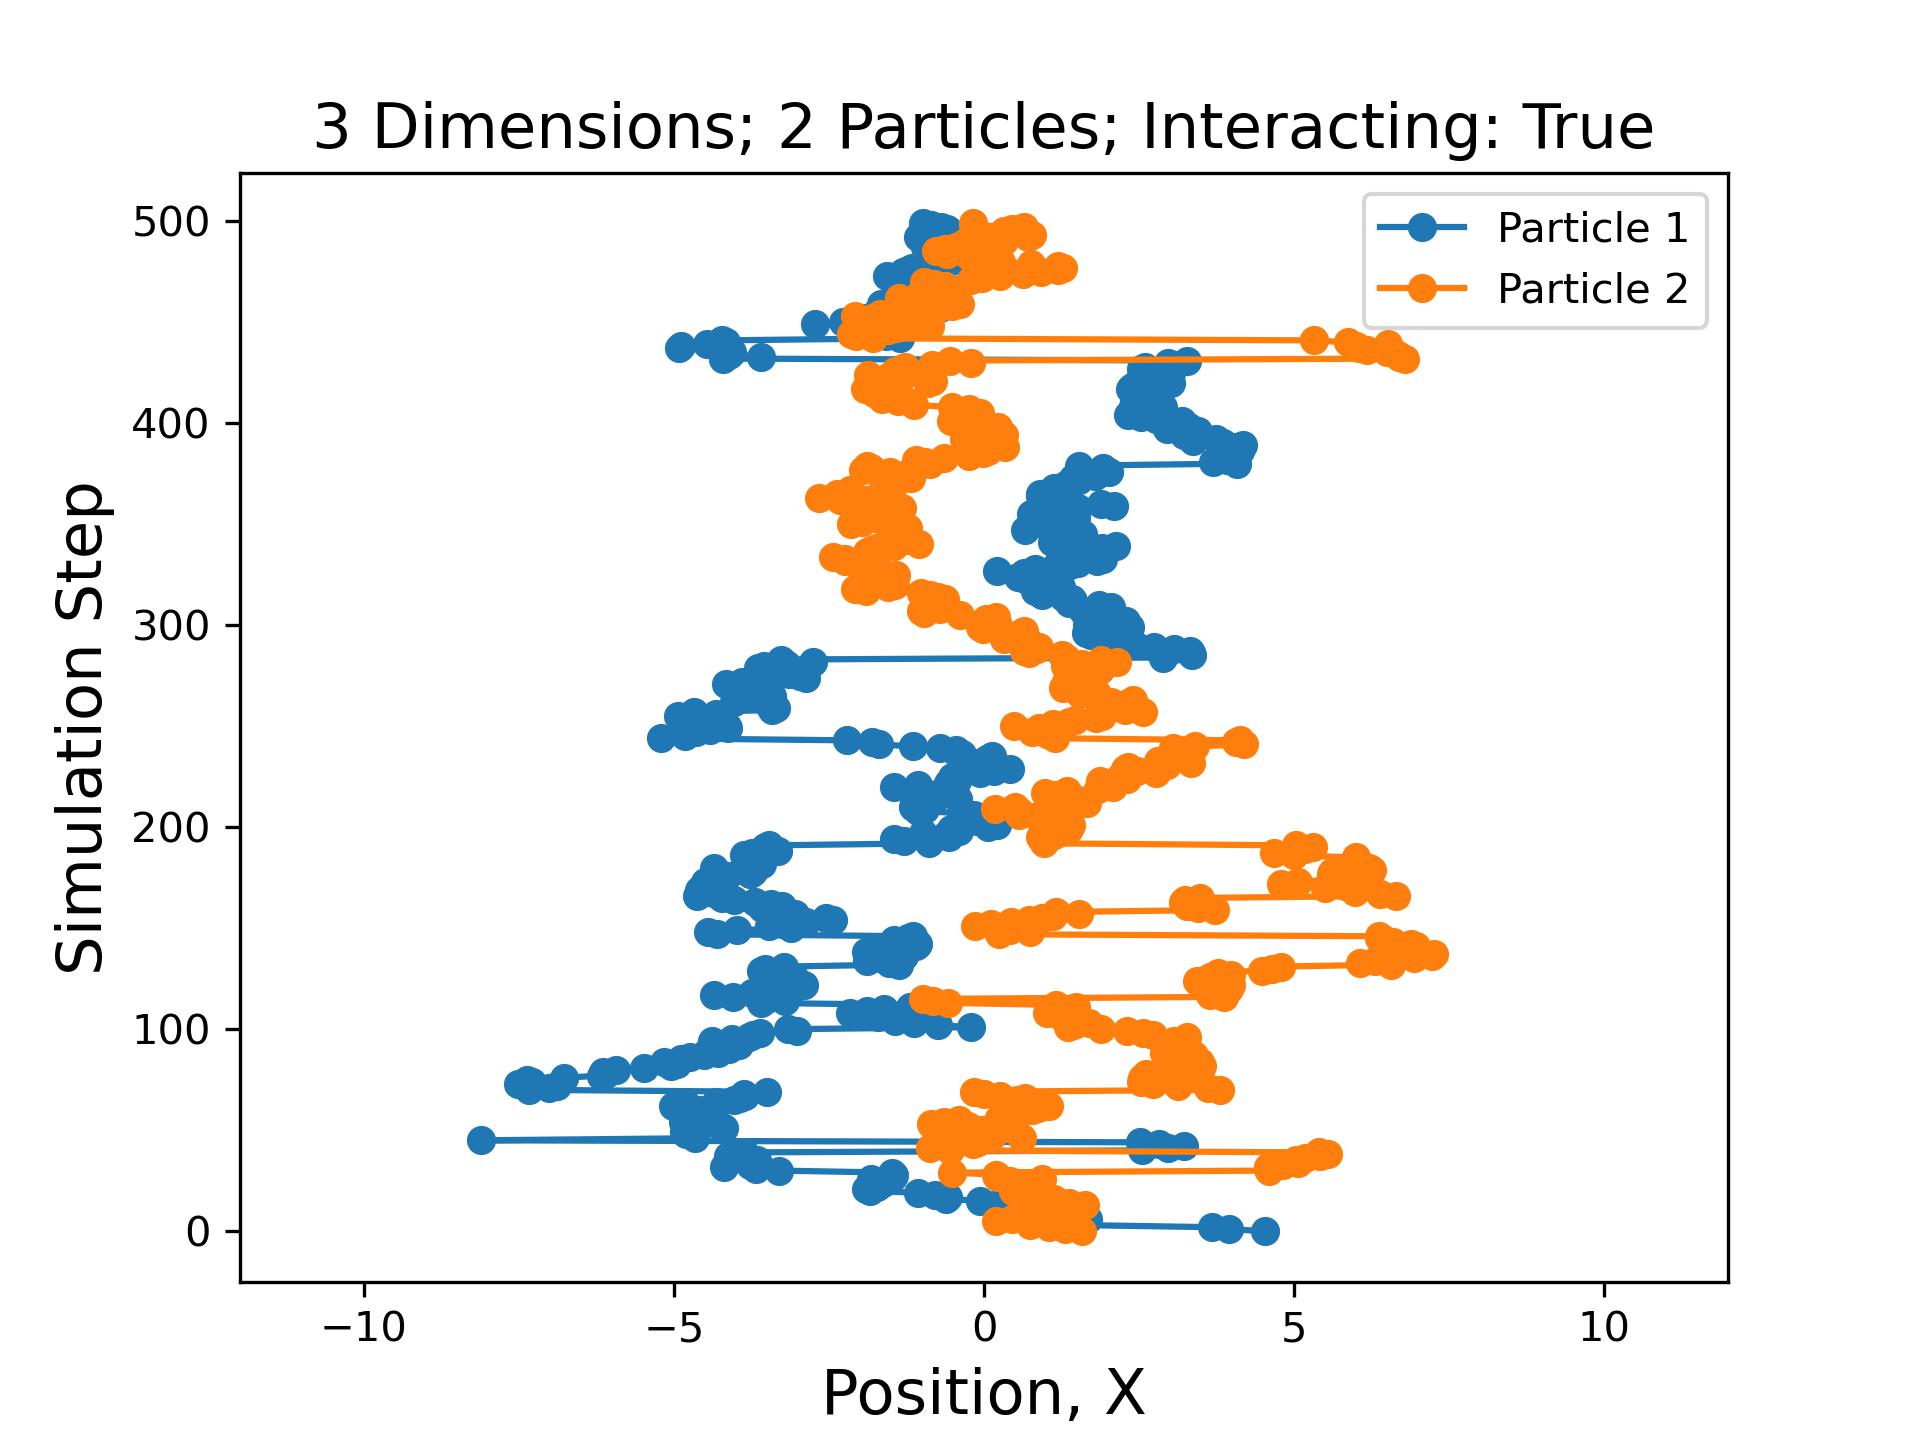 3 Dimensions; 2 Particles; Interacting: True
Particle 1
Particle 2
500
400
300
200
100
0
Simulation Step
−10
−5
0
5
10
Position, X